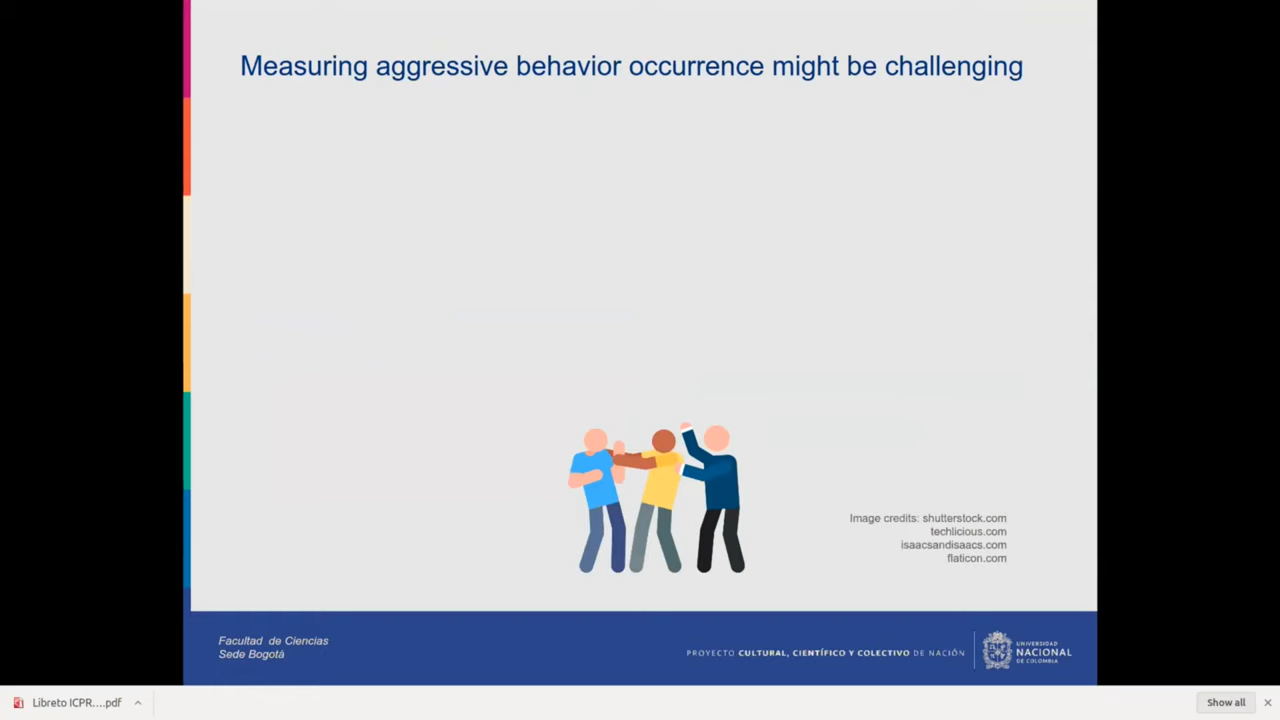 Measuring aggressive behavior occurrence might be challenging
Image credits: shutterstock.com
techlicious.com
isaacsandisaacs.com
flaticon.com
Facultad de Ciencias
Sede Bogotá
PROYECTO CULTURAL, CIENTÍFICO Y COLECTIVO DE NACIÓN
UNIVERSIDAD
NACIONAL
DE COLOMBIA
Libreto ICPR....pdf
Show all